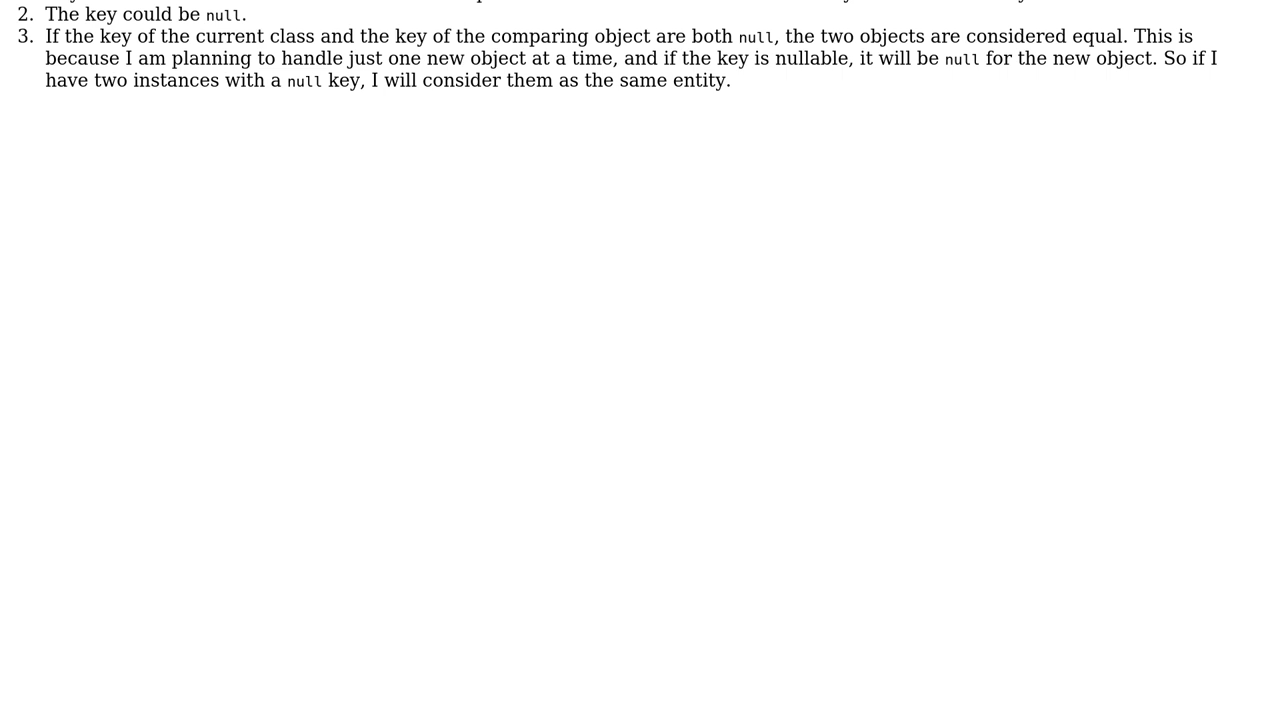 2. The key could be null.
3. If the key of the current class and the key of the comparing object are both null, the two objects are considered equal. This is
because I am planning to handle just one new object at a time, and if the key is nullable, it will be null for the new object. So if I
have two instances with a null key, I will consider them as the same entity.